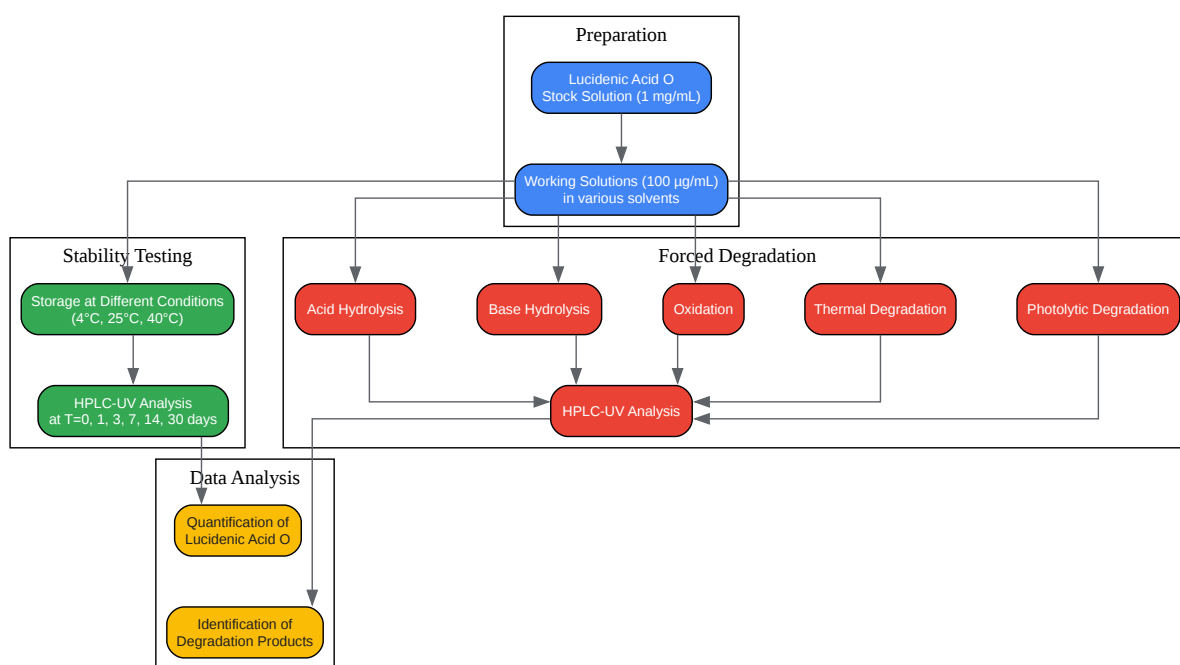 Preparation
Lucidenic Acid O
Stock Solution (1 mg/mL)
Working Solutions (100 µg/mL)
in various solvents
Stability Testing
Storage at Different Conditions
(4°C, 25°C, 40°C)
HPLC-UV Analysis
at T=0, 1, 3, 7, 14, 30 days
Forced Degradation
Acid Hydrolysis
Base Hydrolysis
Oxidation
Thermal Degradation
Photolytic Degradation
HPLC-UV Analysis
Data Analysis
Quantification of
Lucidenic Acid O
Identification of
Degradation Products